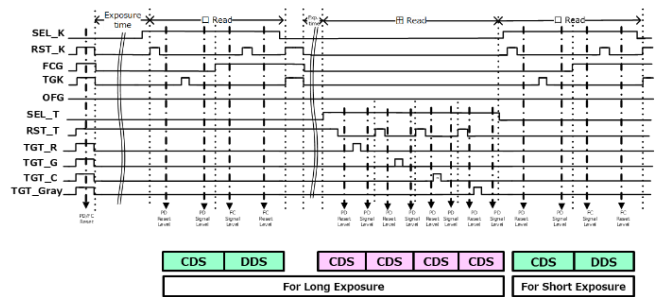 Exposure time
□ Read
Exp. time
田 Read
□ Read
SEL_K
RST_K
FCG
TGK
OFG
SEL_T
RST_T
TGT_R
TGT_G
TGT_C
TGT_Gray
PD/FC Reset
PD Reset Level
PD Signal Level
FC Signal Level
FC Reset Level
PD Reset Level
PD Signal Level
PD Reset Level
PD Signal Level
PD Reset Level
PD Signal Level
PD Reset Level
PD Signal Level
PD Reset Level
PD Signal Level
FC Signal Level
FC Reset Level
CDS DDS CDS CDS CDS CDS CDS DDS
For Long Exposure For Short Exposure